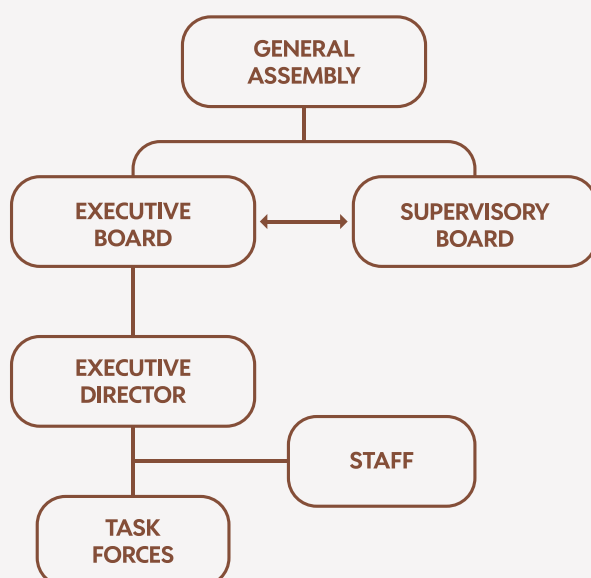 GENERAL
ASSEMBLY
EXECUTIVE
BOARD
SUPERVISORY
BOARD
EXECUTIVE
DIRECTOR
STAFF
TASK
FORCES